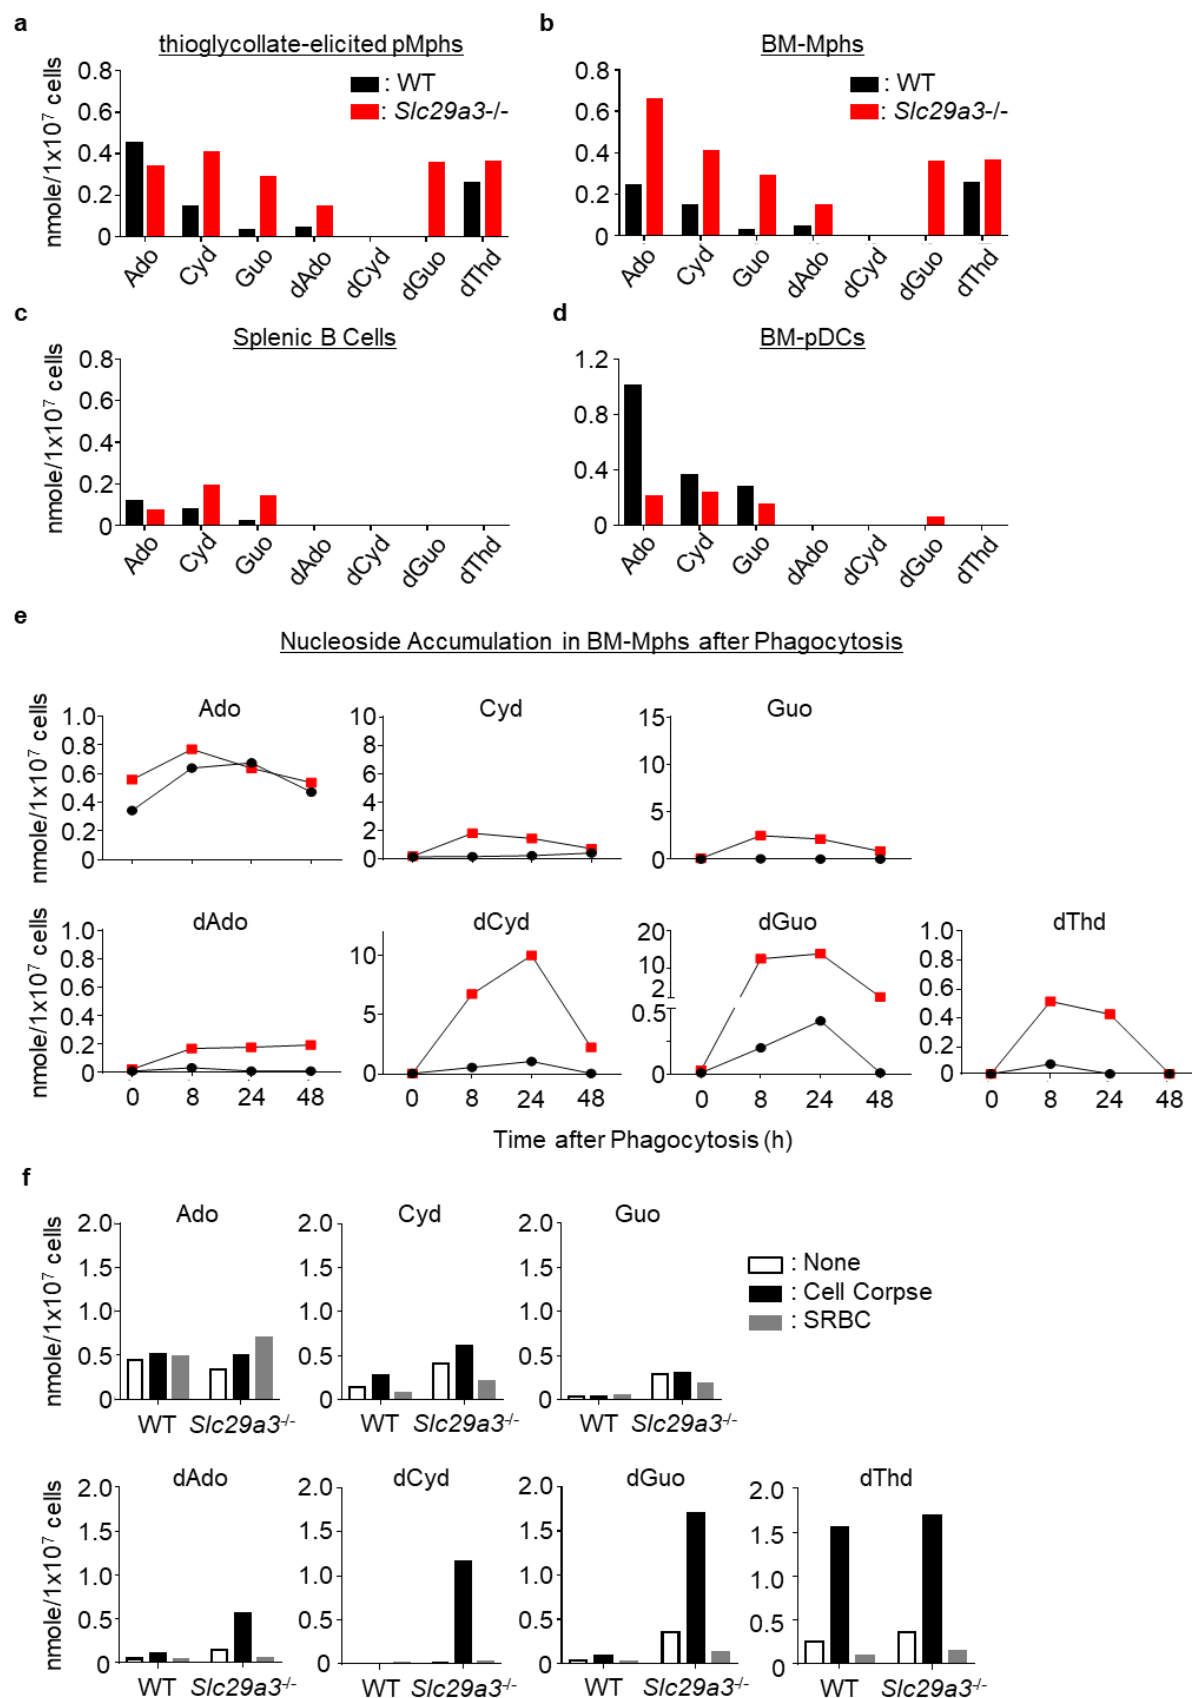 a
thioglycollate-elicited pMphs
nmole/1x10⁷ cells
0.8
0.6
0.4
0.2
0
: WT
: Slc29a3-/-
Ado Cyd Guo dAdo dCyd dGuo dThd
b
BM-Mphs
0.8
0.6
0.4
0.2
0
: WT
: Slc29a3-/-
Ado Cyd Guo dAdo dCyd dGuo dThd
c
Splenic B Cells
nmole/1x10⁷ cells
0.8
0.6
0.4
0.2
0
Ado Cyd Guo dAdo dCyd dGuo dThd
d
BM-pDCs
1.2
0.8
0.4
0
Ado Cyd Guo dAdo dCyd dGuo dThd
e
Nucleoside Accumulation in BM-Mphs after Phagocytosis
nmole/1x10⁷ cells
Ado
1.0
0.8
0.6
0.4
0.2
0
Cyd
10
8
6
4
2
0
Guo
15
10
5
0
nmole/1x10⁷ cells
dAdo
1.0
0.8
0.6
0.4
0.2
0
0 8 24 48
dCyd
10
5
0
0 8 24 48
dGuo
20
10
2
0.5
0
0 8 24 48
dThd
1.0
0.8
0.6
0.4
0.2
0
0 8 24 48
Time after Phagocytosis (h)
f
nmole/1x10⁷ cells
Ado
2.0
1.5
1.0
0.5
0
WT Slc29a3-/-
Cyd
2.0
1.5
1.0
0.5
0
WT Slc29a3-/-
Guo
2.0
1.5
1.0
0.5
0
WT Slc29a3-/-
: None
: Cell Corpse
: SRBC
nmole/1x10⁷ cells
dAdo
2.0
1.5
1.0
0.5
0
WT Slc29a3-/-
dCyd
2.0
1.5
1.0
0.5
0
WT Slc29a3-/-
dGuo
2.0
1.5
1.0
0.5
0
WT Slc29a3-/-
dThd
2.0
1.5
1.0
0.5
0
WT Slc29a3-/-